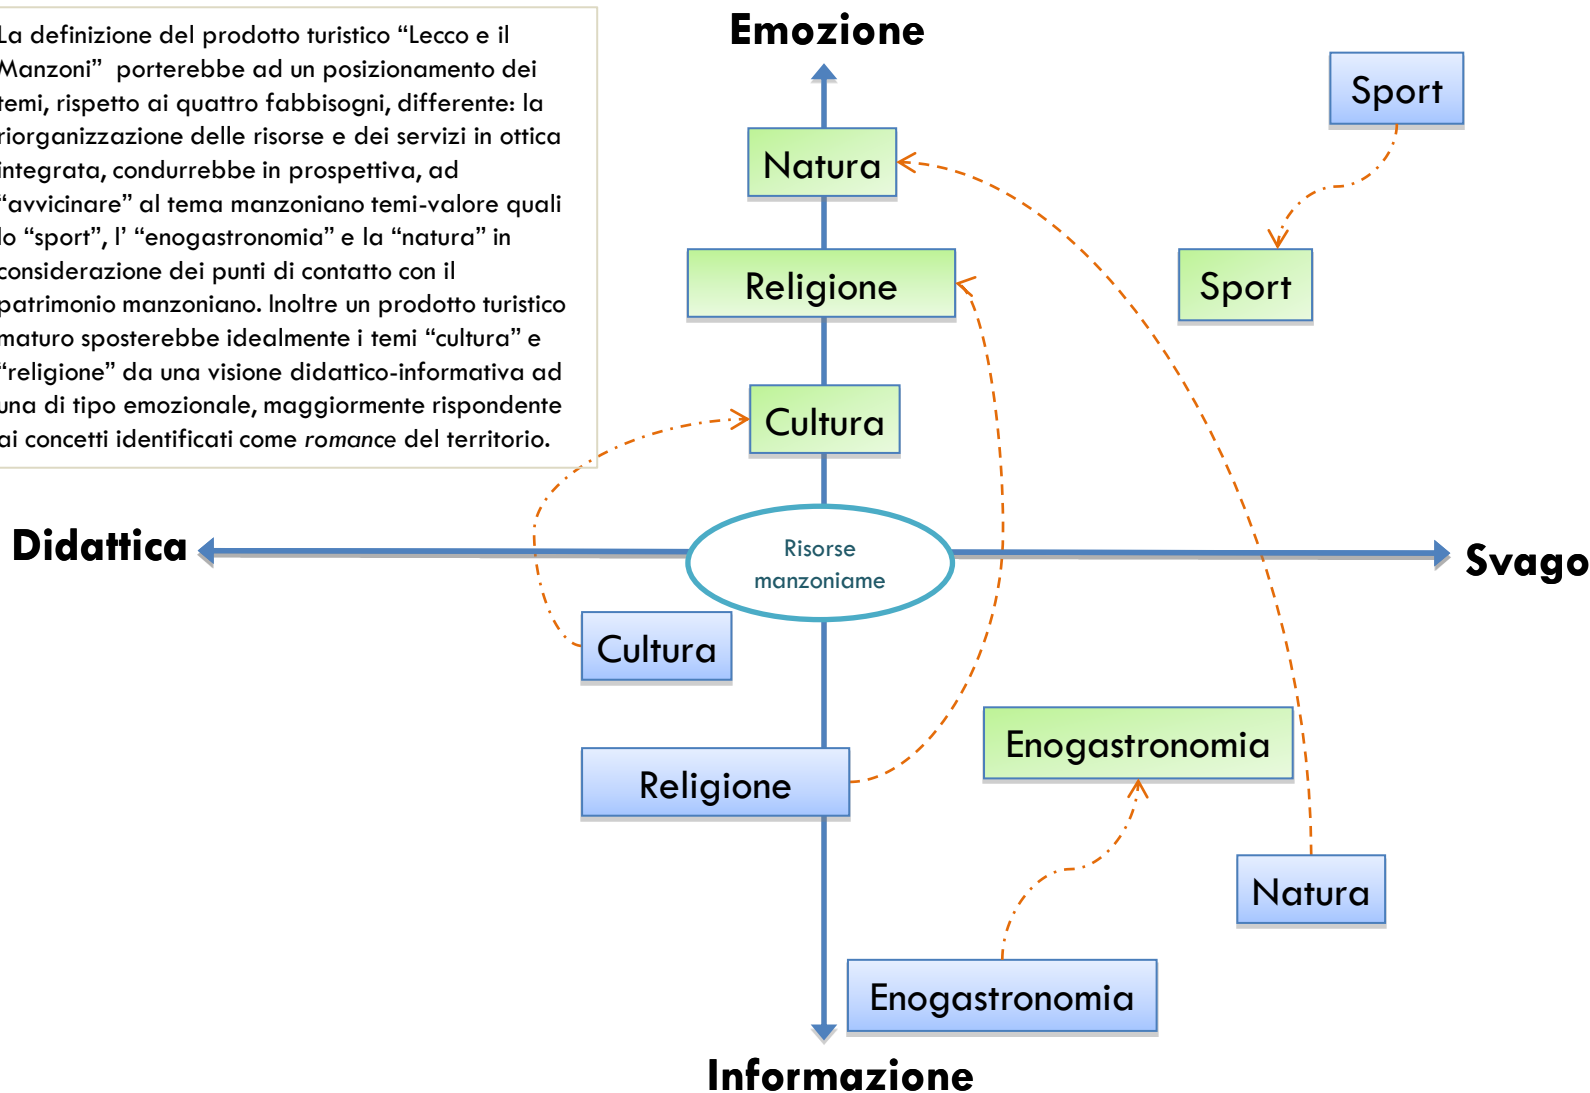 La definizione del prodotto turistico “Lecco e il
Manzoni” porterebbe ad un posizionamento dei
temi, rispetto ai quattro fabbisogni, differente: la
riorganizzazione delle risorse e dei servizi in ottica
integrata, condurrebbe in prospettiva, ad
“avvicinare” al tema manzoniano temi-valore quali
lo “sport”, l’ “enogastronomia” e la “natura” in
considerazione dei punti di contatto con il
patrimonio manzoniano. Inoltre un prodotto turistico
maturo sposterebbe idealmente i temi “cultura” e
“religione” da una visione didattico-informativa ad
una di tipo emozionale, maggiormente rispondente
ai concetti identificati come romance del territorio.
Emozione
Sport
Natura
Religione
Sport
Cultura
Didattica
Risorse
manzoniame
Svago
Cultura
Enogastronomia
Religione
Natura
Enogastronomia
Informazione